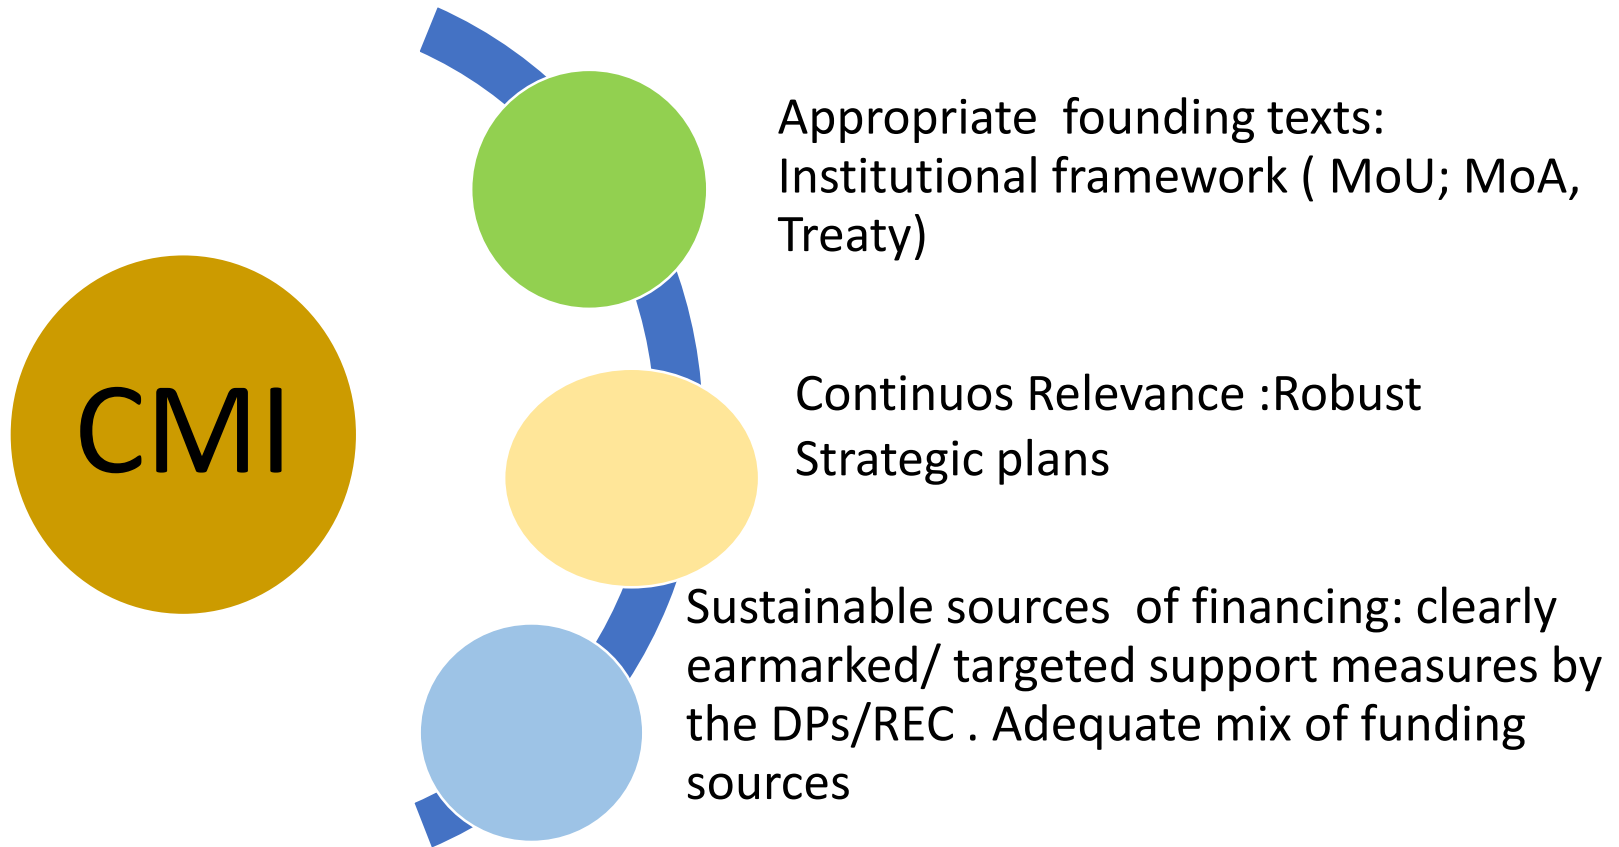 CMI
Appropriate  founding texts:
Institutional framework ( MoU; MoA,
Treaty)
Continuos Relevance :Robust
Strategic plans
Sustainable sources  of financing: clearly
earmarked/ targeted support measures by
the DPs/REC . Adequate mix of funding
sources